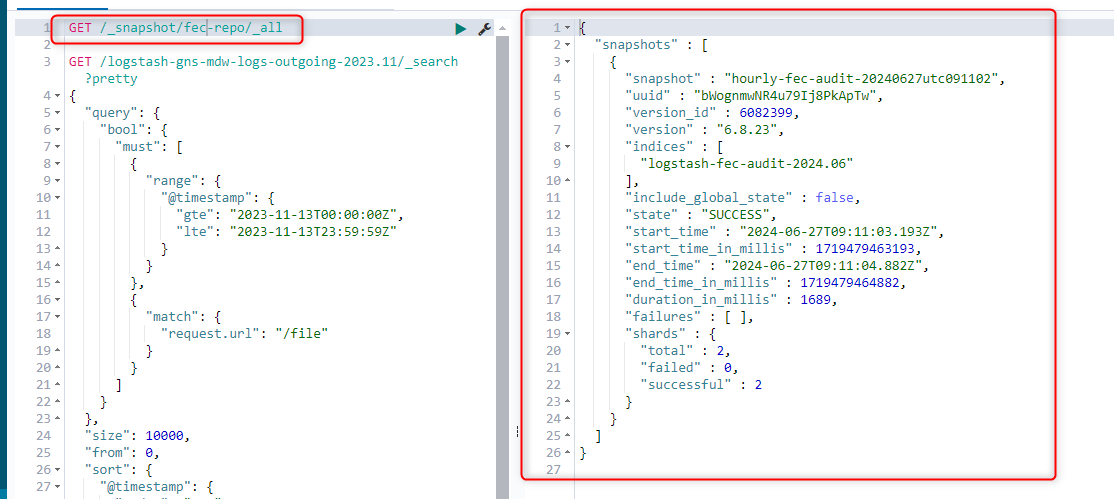 1 GET /_snapshot/fec-repo/_all
2
3 GET /logstash-gns-mdw-logs-outgoing-2023.11/_search
?pretty
4 {
5 "query": {
6 "bool": {
7 "must": [
8 {
9 "range": {
10 "@timestamp": {
11 "gte": "2023-11-13T00:00:00Z",
12 "lte": "2023-11-13T23:59:59Z"
13 }
14 }
15 },
16 {
17 "match": {
18 "request.url": "/file"
19 }
20 }
21 ]
22 }
23 },
24 "size": 10000,
25 "from": 0,
26 "sort": {
27 "@timestamp": {
1 {
2 "snapshots" : [
3 {
4 "snapshot" : "hourly-fec-audit-20240627utc091102",
5 "uuid" : "bWognmwNR4u79Ij8PkApTw",
6 "version_id" : 6082399,
7 "version" : "6.8.23",
8 "indices" : [
9 "logstash-fec-audit-2024.06"
10 ],
11 "include_global_state" : false,
12 "state" : "SUCCESS",
13 "start_time" : "2024-06-27T09:11:03.193Z",
14 "start_time_in_millis" : 1719479463193,
15 "end_time" : "2024-06-27T09:11:04.882Z",
16 "end_time_in_millis" : 1719479464882,
17 "duration_in_millis" : 1689,
18 "failures" : [ ],
19 "shards" : {
20 "total" : 2,
21 "failed" : 0,
22 "successful" : 2
23 }
24 }
25 ]
26 }
27